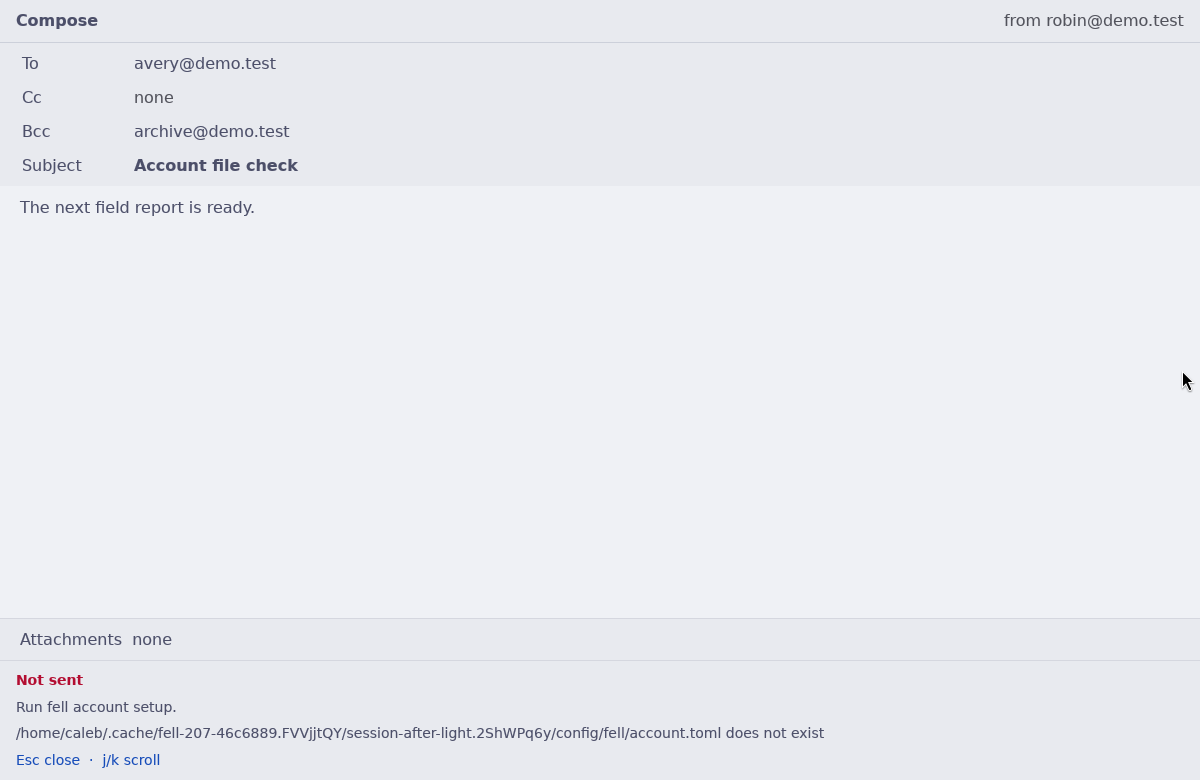 Compose
from robin@demo.test
To avery@demo.test
Cc none
Bcc archive@demo.test
Subject Account file check
The next field report is ready.
Attachments none
Not sent
Run fell account setup.
/home/caleb/.cache/fell-207-46c6889.FVVjJtQY/session-after-light.2ShWPq6y/config/fell/account.toml does not exist
Esc close · j/k scroll